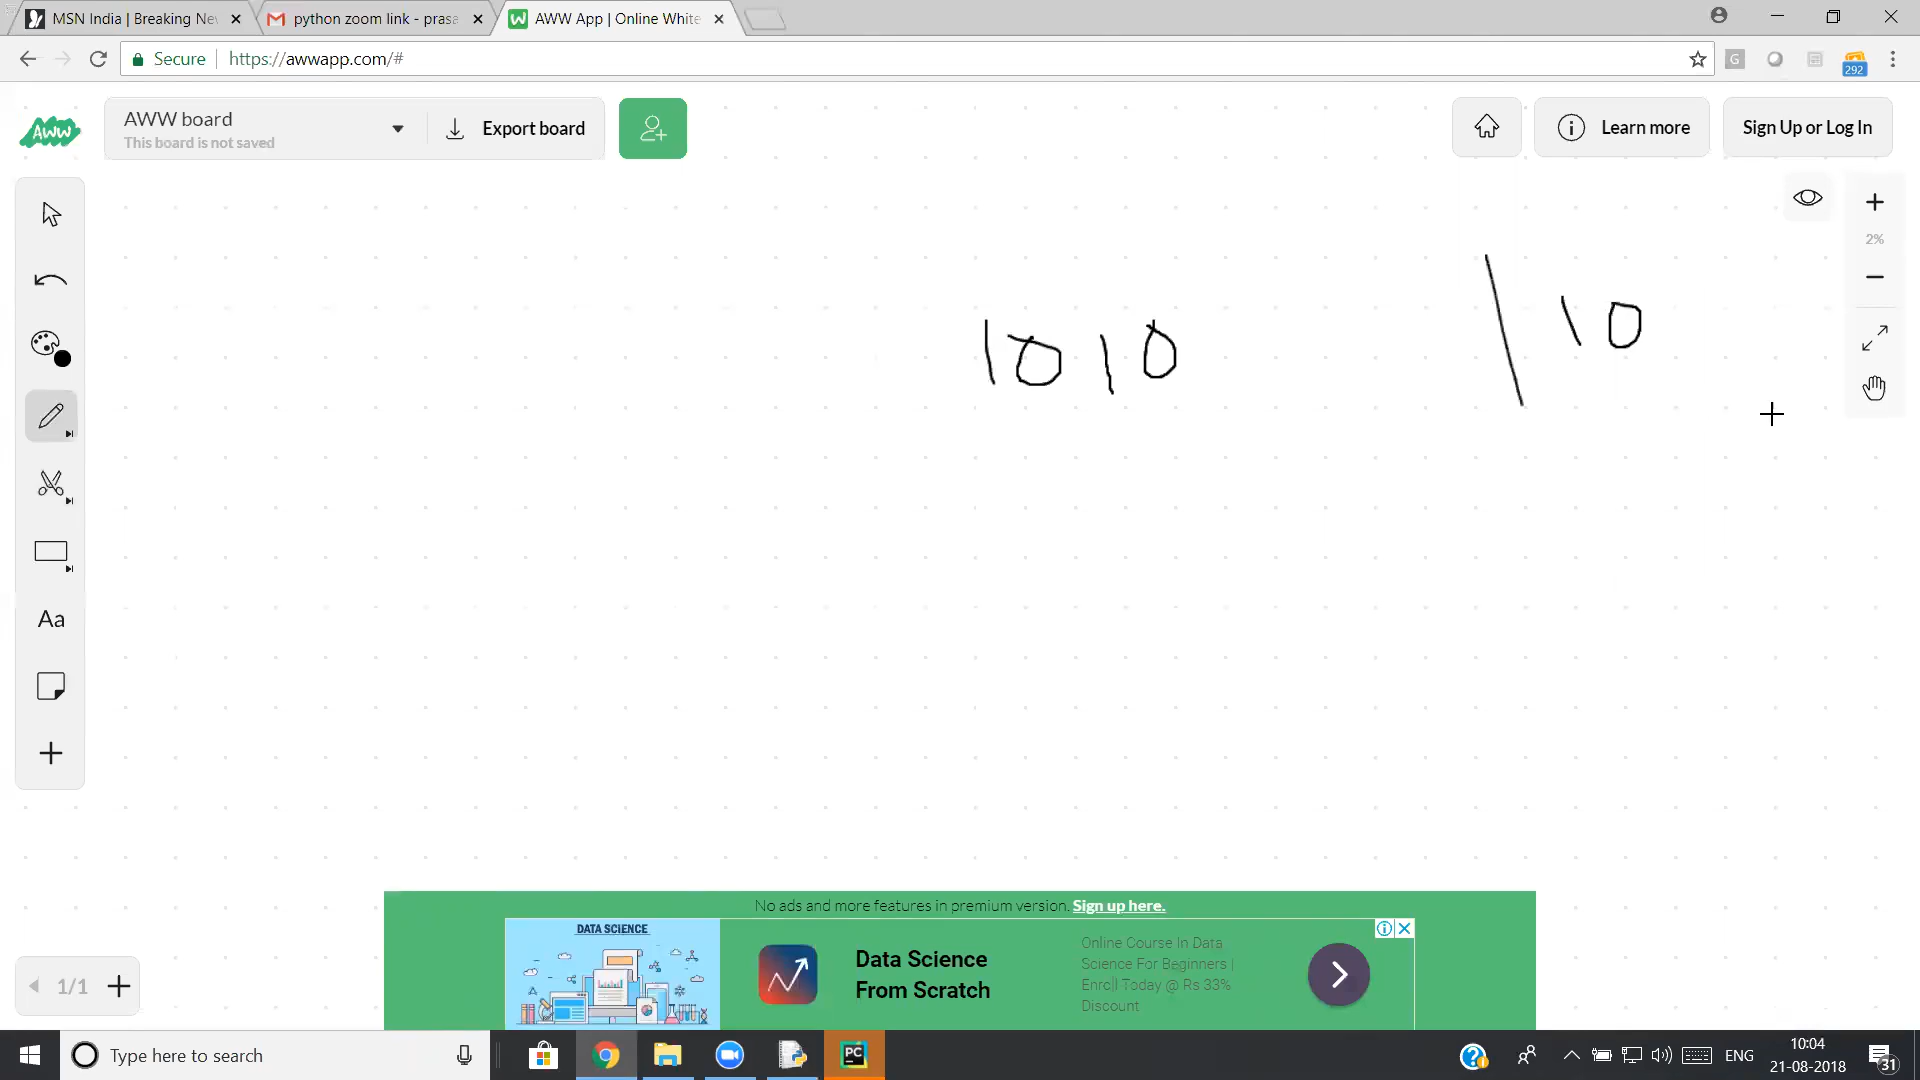 MSN India | Breaking Ne
python zoom link - prasa
AWW App | Online White
Secure
https://awwapp.com/#
G
292
AWW
AWW board
This board is not saved
Export board
Learn more
Sign Up or Log In
2%
1010
\ 10
Aa
No ads and more features in premium version. Sign up here.
DATA SCIENCE
Data Science
From Scratch
Online Course In Data
Science For Beginners |
Enroll Today @ Rs 33%
Discount
1/1
Type here to search
PC
ENG
10:04
21-08-2018
31